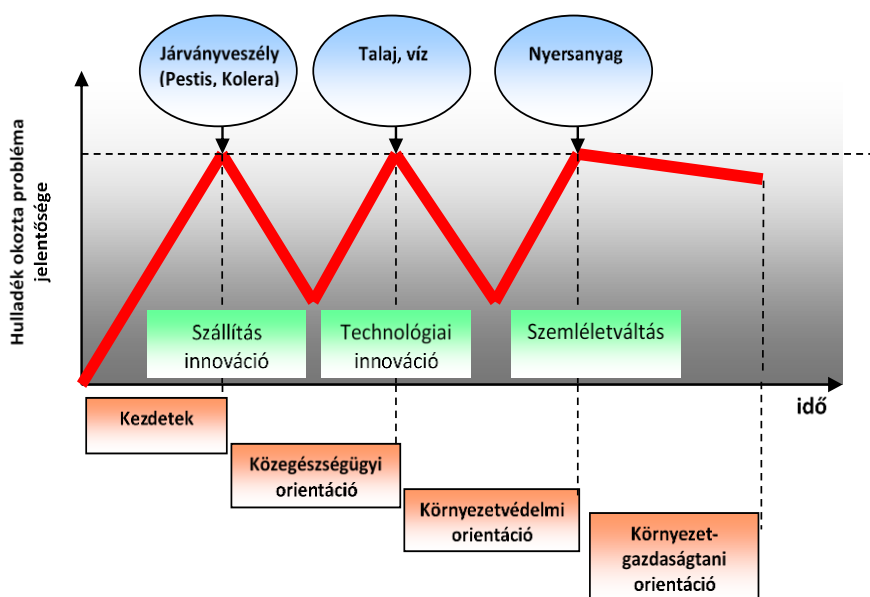 Járványveszély
(Pestis, Kolera)
Talaj, víz
Nyersanyag
Hulladék okozta probléma
jelentősége
Szállítás
innováció
Technológiai
innováció
Szemléletváltás
idő
Kezdetek
Közegészségügyi
orientáció
Környezetvédelmi
orientáció
Környezet-
gazdaságtani
orientáció